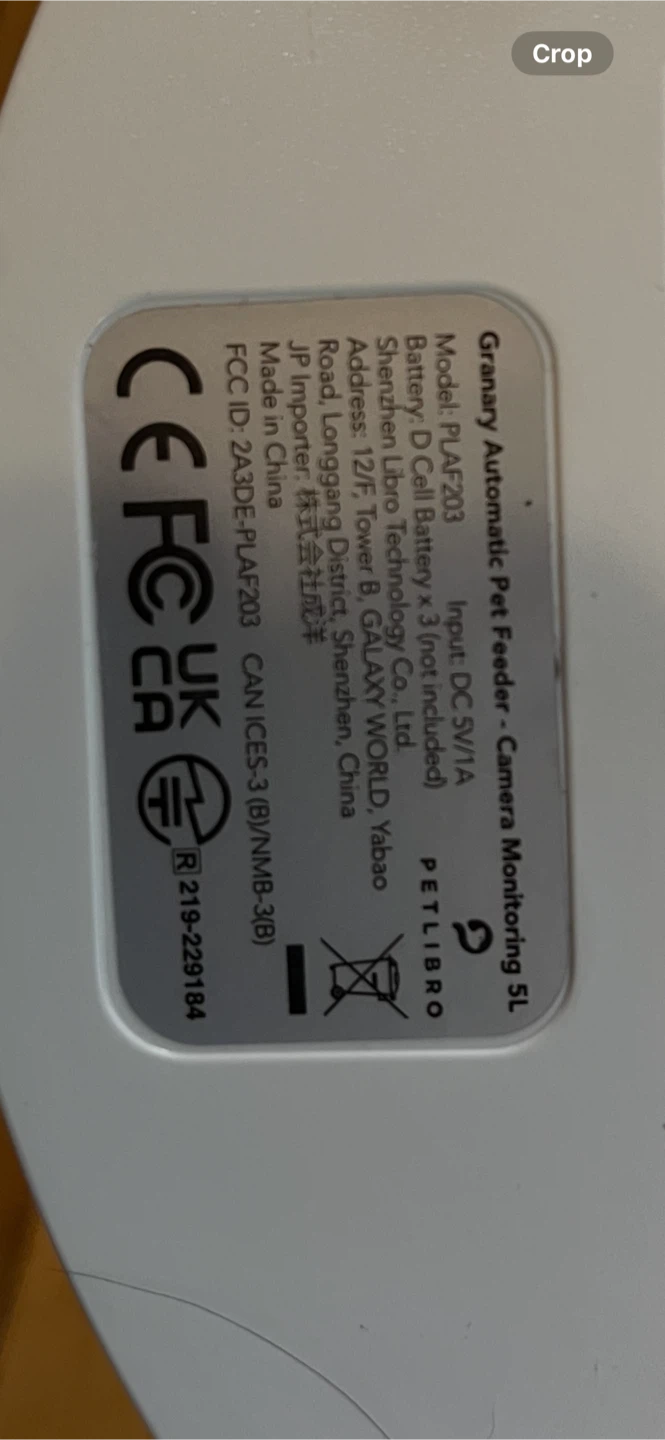 Crop
Granary Automatic Pet Feeder - Camera Monitoring 5L
Model: PLAF203 Input: DC 5V/1A
Battery: D Cell Battery x 3 (not included)
Shenzhen Libro Technology Co., Ltd.
Address: 12/F, Tower B, GALAXY WORLD, Yabao
Road, Longgang District, Shenzhen, China
JP Importer: 株式会社成洋
Made in China
FCC ID: 2A3DE-PLAF203 CAN ICES-3 (B)/NMB-3(B)
PETLIBRO
CE FC UK
CA
R 219-229184